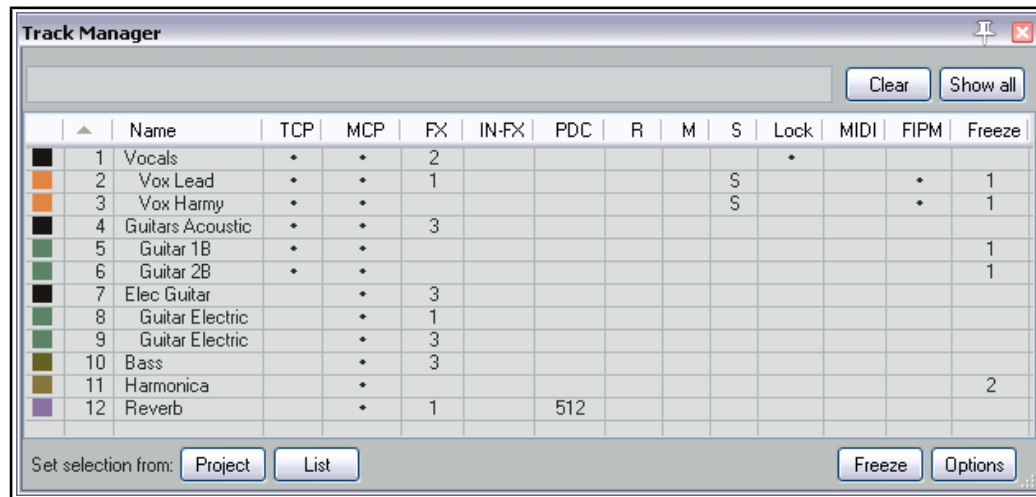 Track Manager
Clear Show all
Name TCP MCP FX IN-FX PDC R M S Lock MIDI FIPM Freeze
1 Vocals • • 2 •
2 Vox Lead • • 1 S • 1
3 Vox Harmy • • S • 1
4 Guitars Acoustic • • 3
5 Guitar 1B • • 1
6 Guitar 2B • • 1
7 Elec Guitar • 3
8 Guitar Electric • 1
9 Guitar Electric • 3
10 Bass • 3
11 Harmonica • 2
12 Reverb • 1 512
Set selection from: Project List Freeze Options